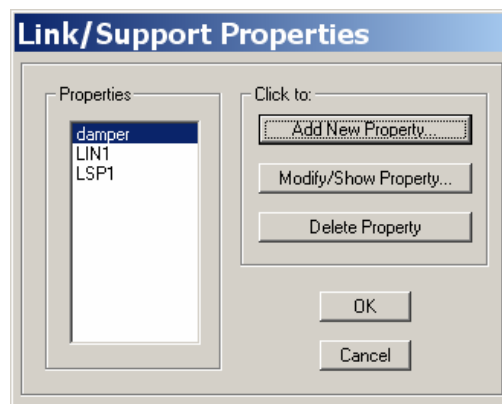 Link/Support Properties
Properties
damper
LIN1
LSP1
Click to:
Add New Property...
Modify/Show Property...
Delete Property
OK
Cancel